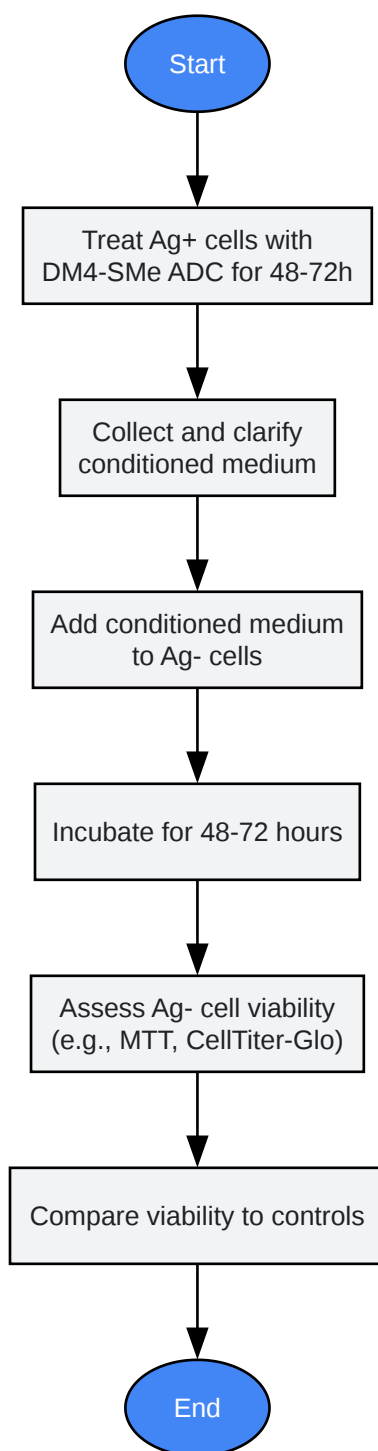 Start
Treat Ag+ cells with
DM4-SMe ADC for 48-72h
Collect and clarify
conditioned medium
Add conditioned medium
to Ag- cells
Incubate for 48-72 hours
Assess Ag- cell viability
(e.g., MTT, CellTiter-Glo)
Compare viability to controls
End